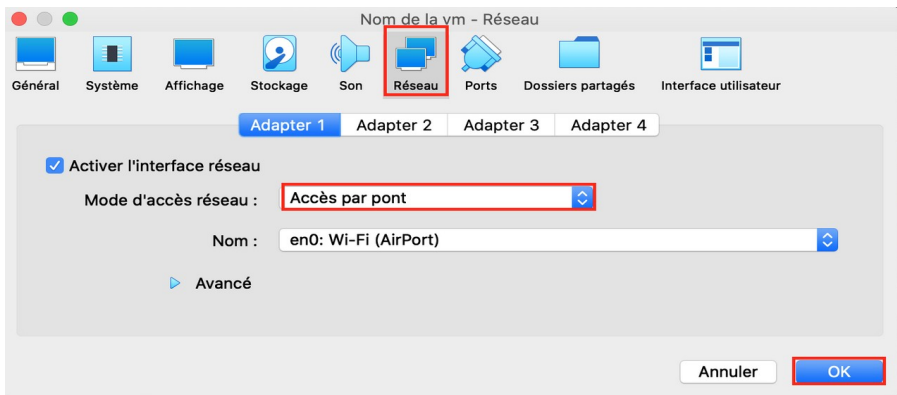 Nom de la vm - Réseau
Général Système Affichage Stockage Son Réseau Ports Dossiers partagés Interface utilisateur
Adapter 1 Adapter 2 Adapter 3 Adapter 4
Activer l'interface réseau
Mode d'accès réseau : Accès par pont
Nom : en0: Wi-Fi (AirPort)
Avancé
Annuler OK